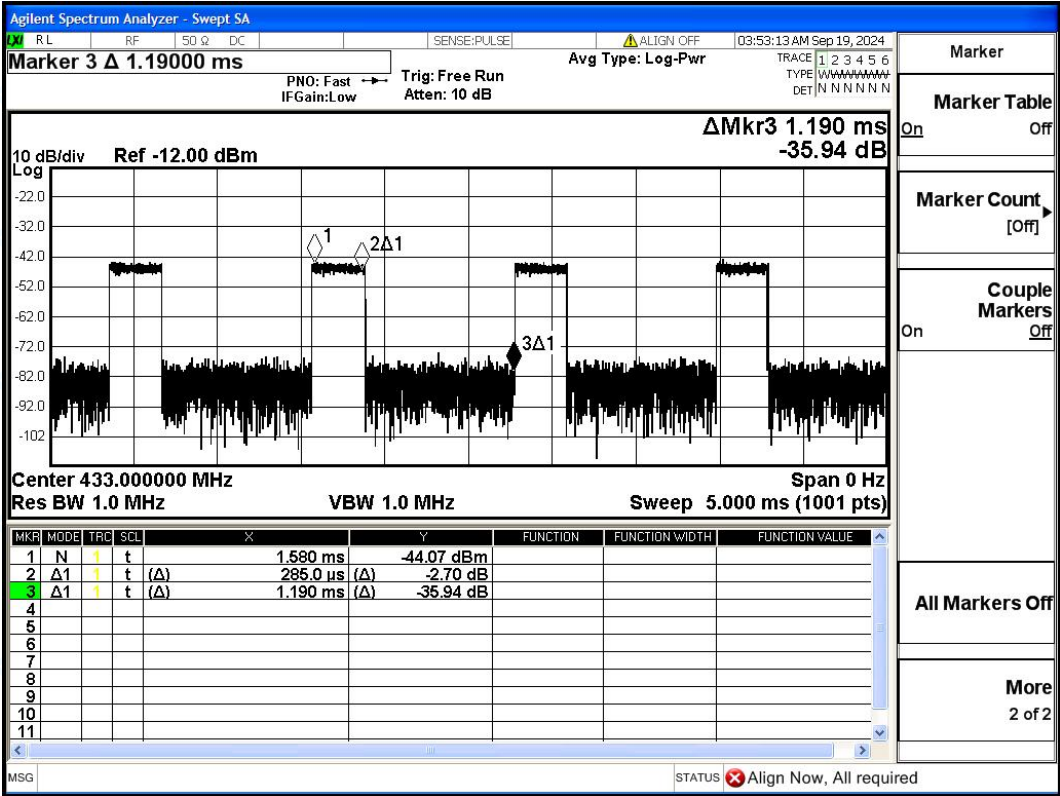 Agilent Spectrum Analyzer - Swept SA
LXI RL RF 50 Ω DC SENSE:PULSE ALIGN OFF 03:53:13 AM Sep 19, 2024
Marker 3 Δ 1.19000 ms
PNO: Fast
IFGain:Low
Trig: Free Run
Atten: 10 dB
Avg Type: Log-Pwr
TRACE 1 2 3 4 5 6
TYPE
DET N N N N N N
ΔMkr3 1.190 ms
-35.94 dB
10 dB/div Ref -12.00 dBm
Log
-22.0
-32.0
-42.0
-52.0
-62.0
-72.0
-82.0
-92.0
-102
1
2Δ1
3Δ1
Center 433.000000 MHz Span 0 Hz
Res BW 1.0 MHz VBW 1.0 MHz Sweep 5.000 ms (1001 pts)
MKR MODE TRC SCL X Y FUNCTION FUNCTION WIDTH FUNCTION VALUE
1 N 1 t 1.580 ms -44.07 dBm
2 Δ1 1 t (Δ) 285.0 µs (Δ) -2.70 dB
3 Δ1 1 t (Δ) 1.190 ms (Δ) -35.94 dB
4
5
6
7
8
9
10
11
MSG STATUS Align Now, All required
Marker
Marker Table
On Off
Marker Count
[Off]
Couple
Markers
On Off
All Markers Off
More
2 of 2